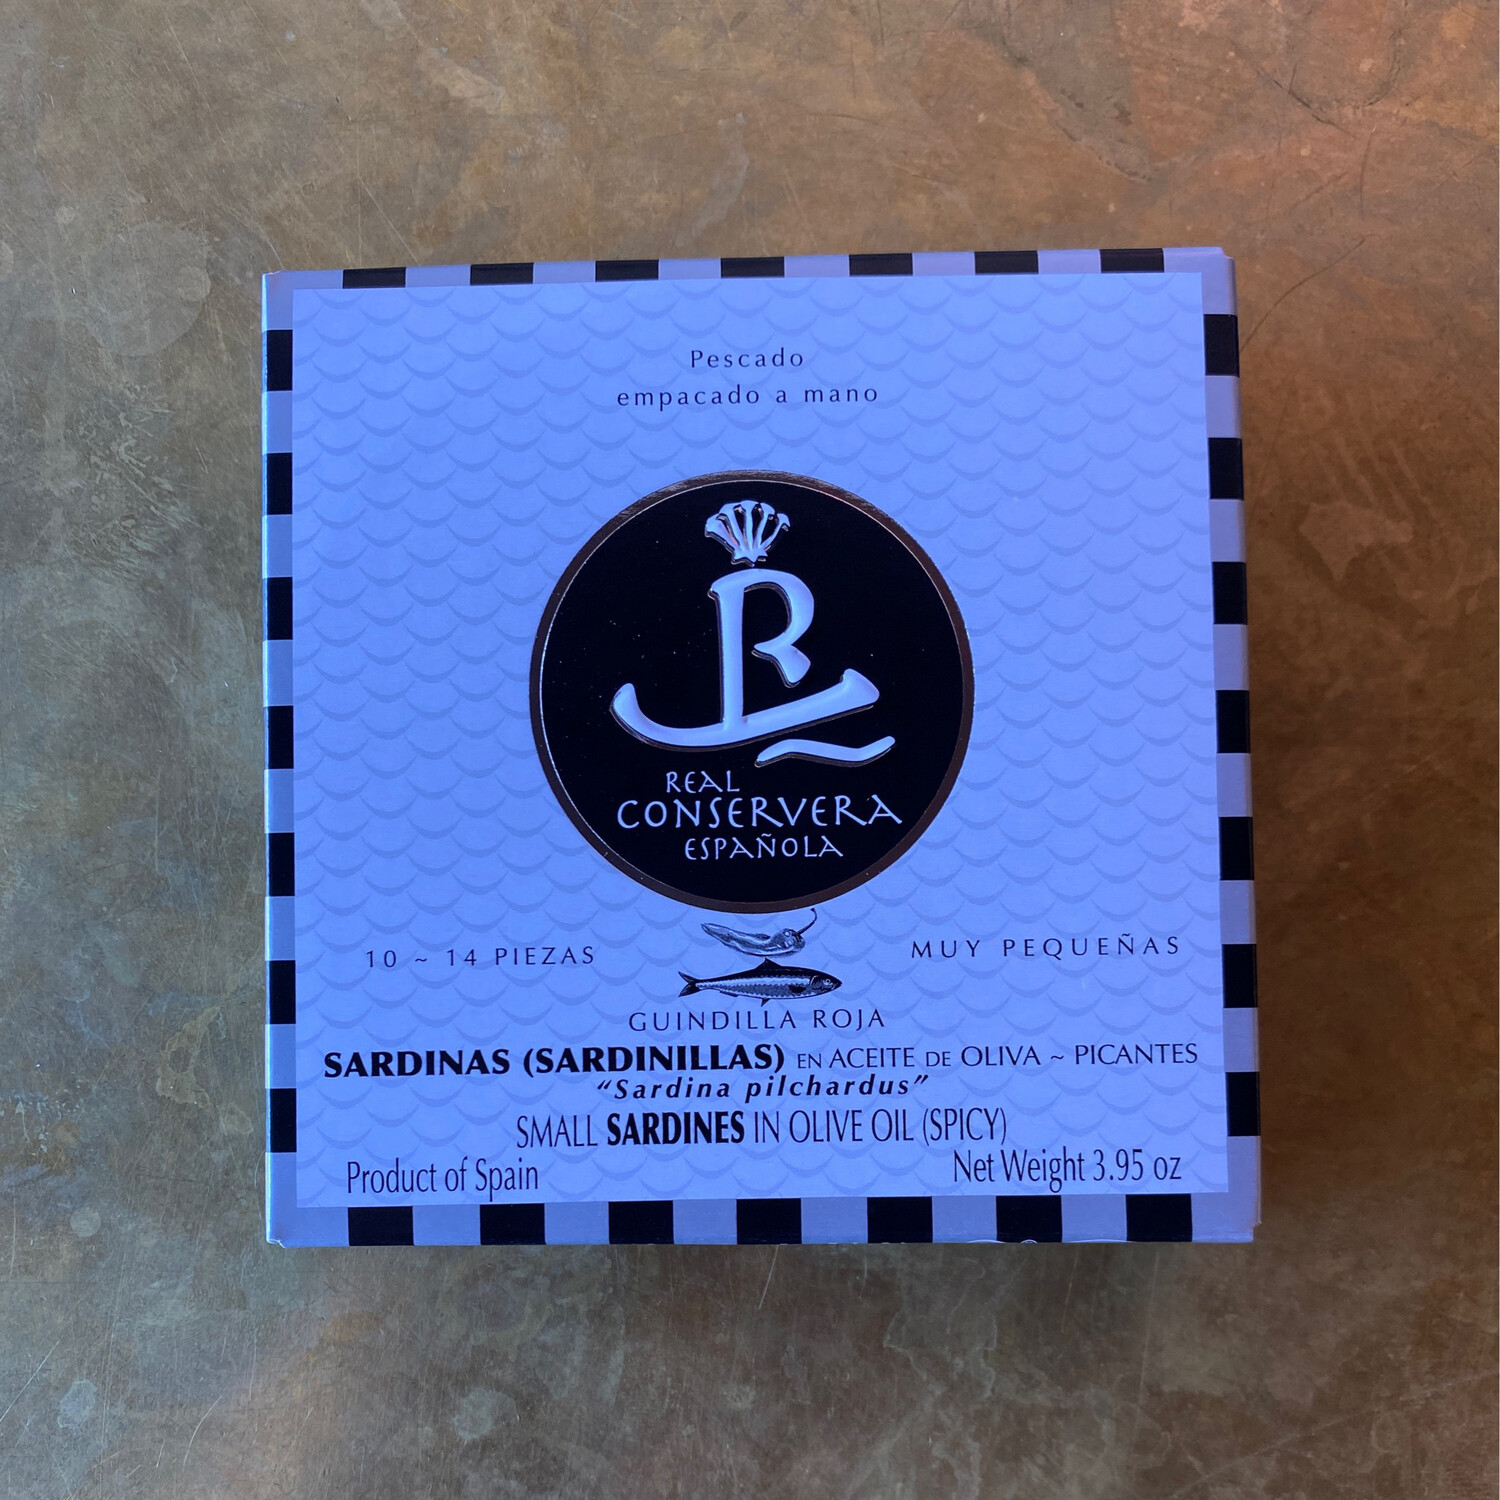 Pescado
empacado a mano
REAL
CONSERVERA
ESPAÑOLA
10 ~ 14 PIEZAS
MUY PEQUEÑAS
GUINDILLA ROJA
SARDINAS (SARDINILLAS) EN ACEITE DE OLIVA ~ PICANTES
“Sardina pilchardus”
SMALL SARDINES IN OLIVE OIL (SPICY)
Product of Spain
Net Weight 3.95 oz